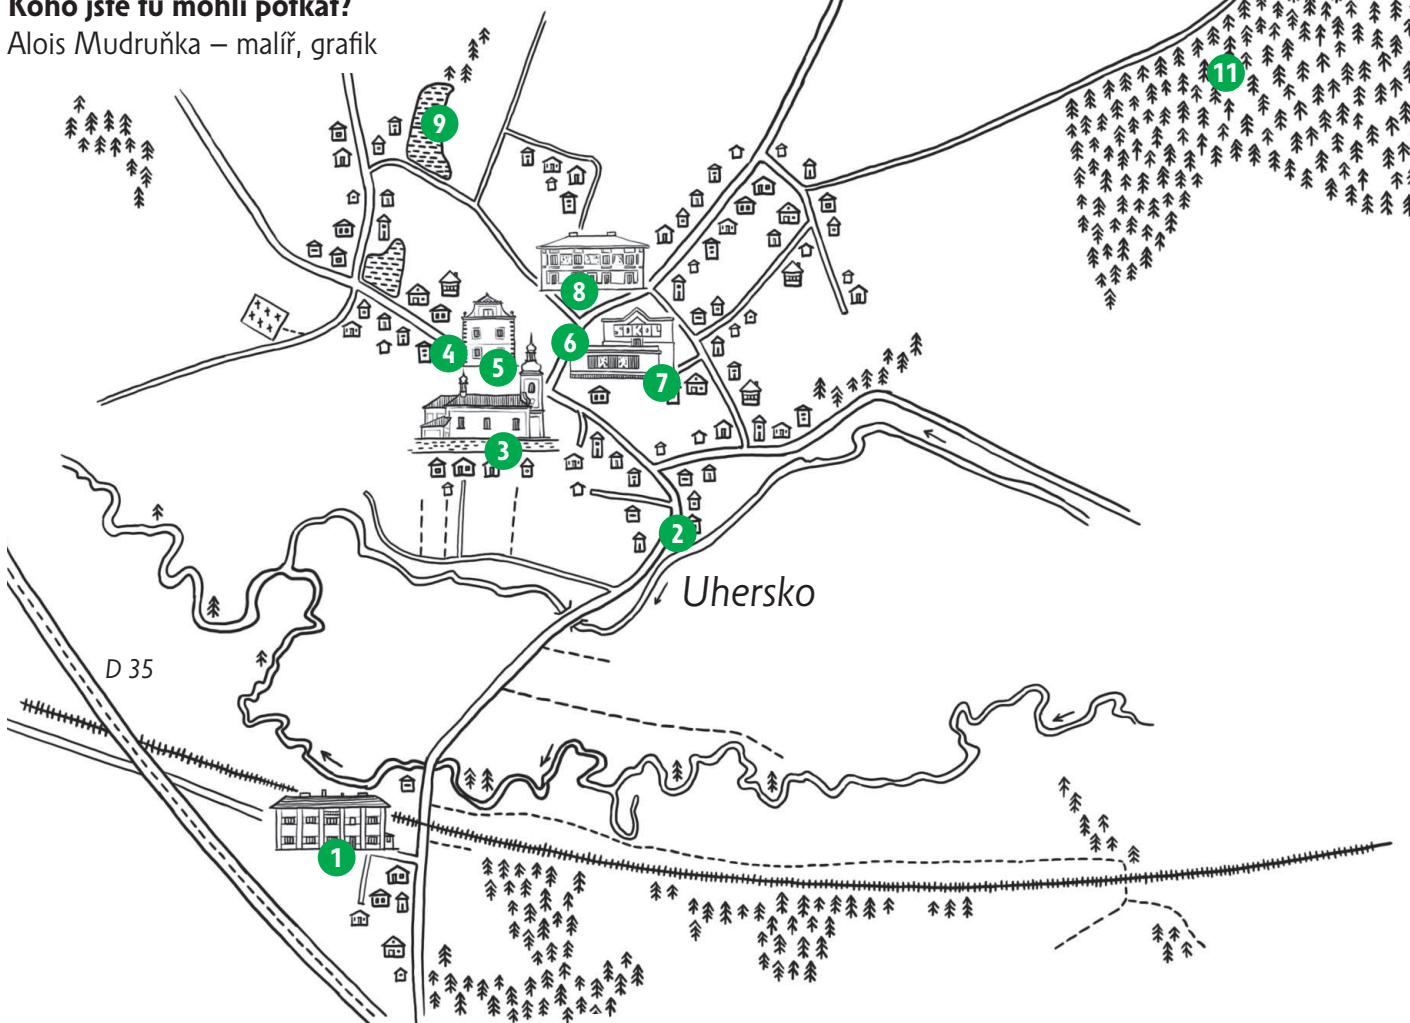 Koho jste tu mohli potkat?
Alois Mudruňka – malíř, grafik
11
9
8
6
SOKOL
4
5
7
3
2
Uhersko
D 35
1